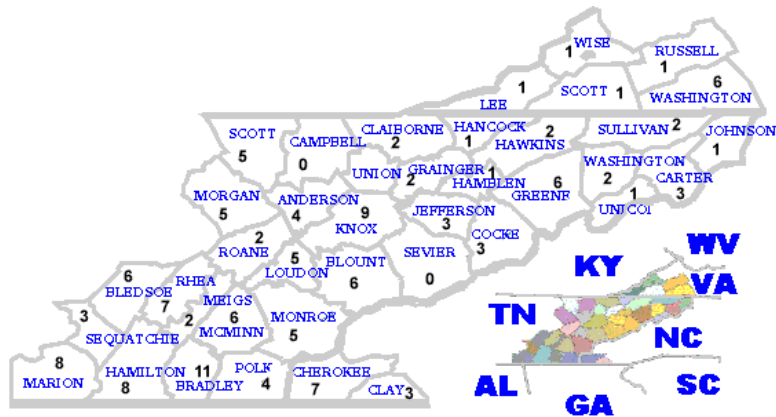 WISE
1
RUSSELL
1
LEE
1
SCOTT 1
6
WASHINGTON
SCOTT
5
CAMPBELL
0
CLAIBORNE
2
HANCOCK
1
2
HAWKINS
SULLIVAN 2
JOHNSON
1
UNION
GRAINGER
2
1
HAMBLEN
6
GREENE
WASHINGTON
2
CARTER
3
1
UNICOI
MORGAN
5
ANDERSON
4
9
KNOX
JEFFERSON
3
COCKE
3
2
ROANE
5
LOUDON
BLOUNT
6
SEVIER
0
6
BLEDSOE
RHEA
7
MEIGS
2
6
MCMINN
MONROE
5
3
SEQUATCHIE
8
MARION
HAMILTON
8
11
BRADLEY
POLK
4
CHEROKEE
7
CLAY 3
KY
WV
VA
TN
NC
AL
GA
SC